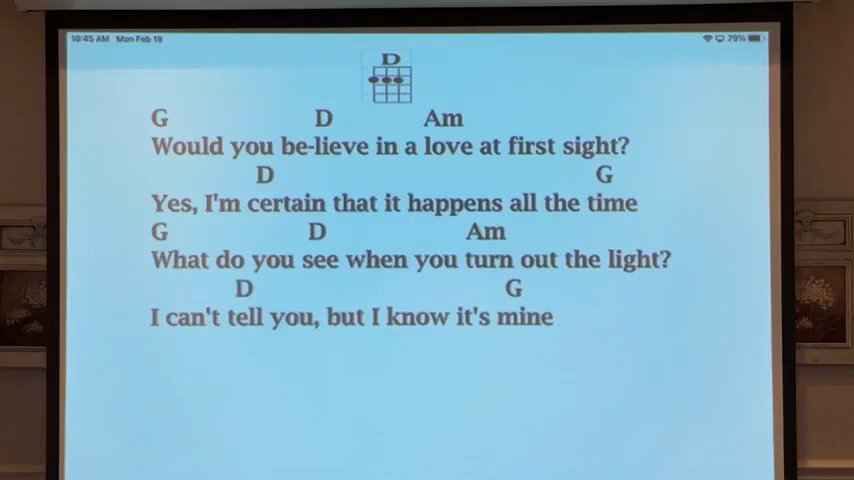 10:45 AM Mon Feb 19 79%
D
G D Am
Would you be-lieve in a love at first sight?
D G
Yes, I'm certain that it happens all the time
G D Am
What do you see when you turn out the light?
D G
I can't tell you, but I know it's mine